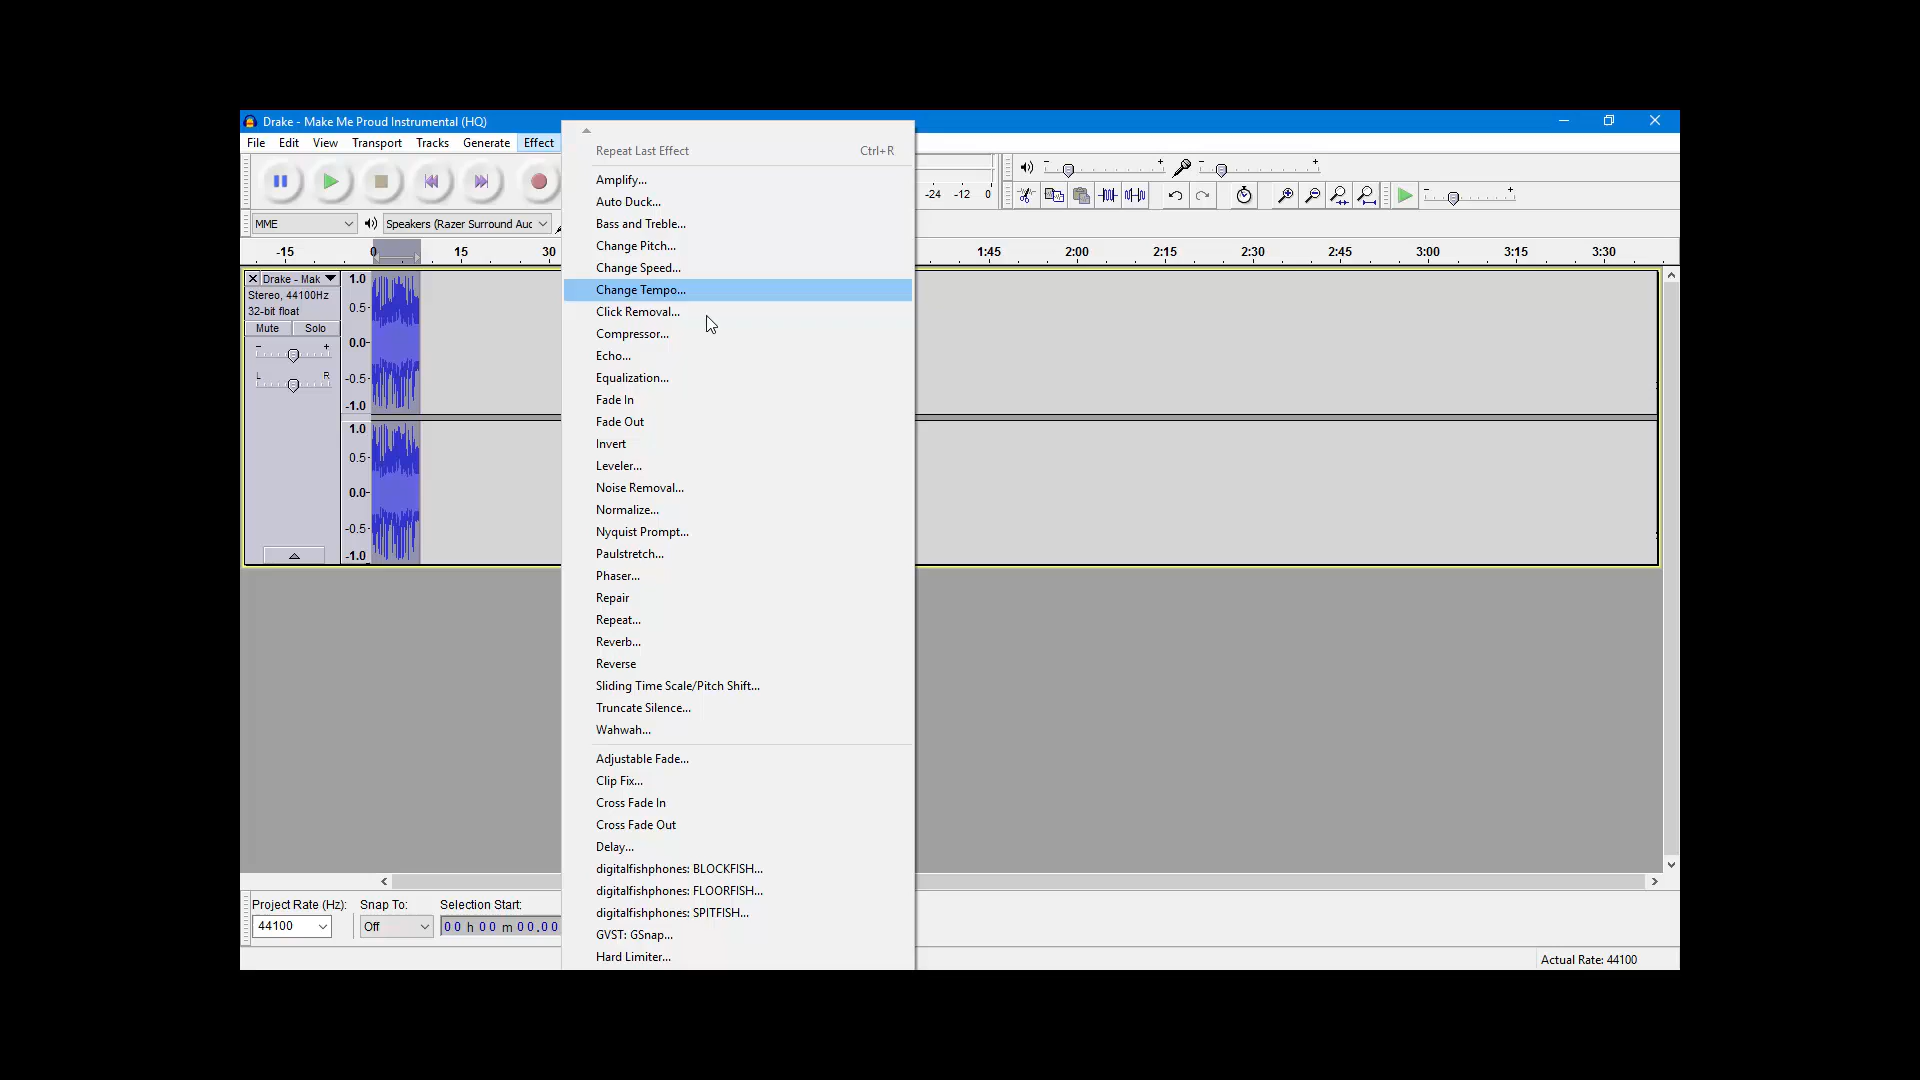 Drake - Make Me Proud Instrumental (HQ)
File Edit View Transport Tracks Generate Effect
Repeat Last Effect Ctrl+R
Amplify...
Auto Duck...
Bass and Treble...
Change Pitch...
Change Speed...
Change Tempo...
Click Removal...
Compressor...
Echo...
Equalization...
Fade In
Fade Out
Invert
Leveler...
Noise Removal...
Normalize...
Nyquist Prompt...
Paulstretch...
Phaser...
Repair
Repeat...
Reverb...
Reverse
Sliding Time Scale/Pitch Shift...
Truncate Silence...
Wahwah...
Adjustable Fade...
Clip Fix...
Cross Fade In
Cross Fade Out
Delay...
digitalfishphones: BLOCKFISH...
digitalfishphones: FLOORFISH...
digitalfishphones: SPITFISH...
GVST: GSnap...
Hard Limiter...
-24 -12 0
MME Speakers (Razer Surround Auc
-15 0 15 30 1:45 2:00 2:15 2:30 2:45 3:00 3:15 3:30
Drake - Mak
Stereo, 44100Hz
32-bit float
Mute Solo
- +
L R
1.0
0.5-
0.0-
-0.5-
-1.0
1.0
0.5-
0.0-
-0.5-
-1.0
Project Rate (Hz): Snap To: Selection Start:
44100 Off 00 h 00 m 00.00
Actual Rate: 44100